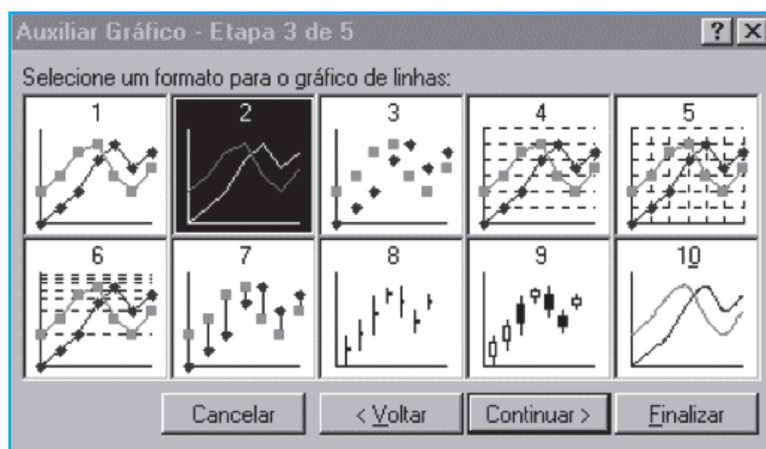 Auxiliar Gráfico - Etapa 3 de 5
Selecione um formato para o gráfico de linhas:
1 2 3 4 5
6 7 8 9 10
Cancelar < Voltar Continuar > Finalizar